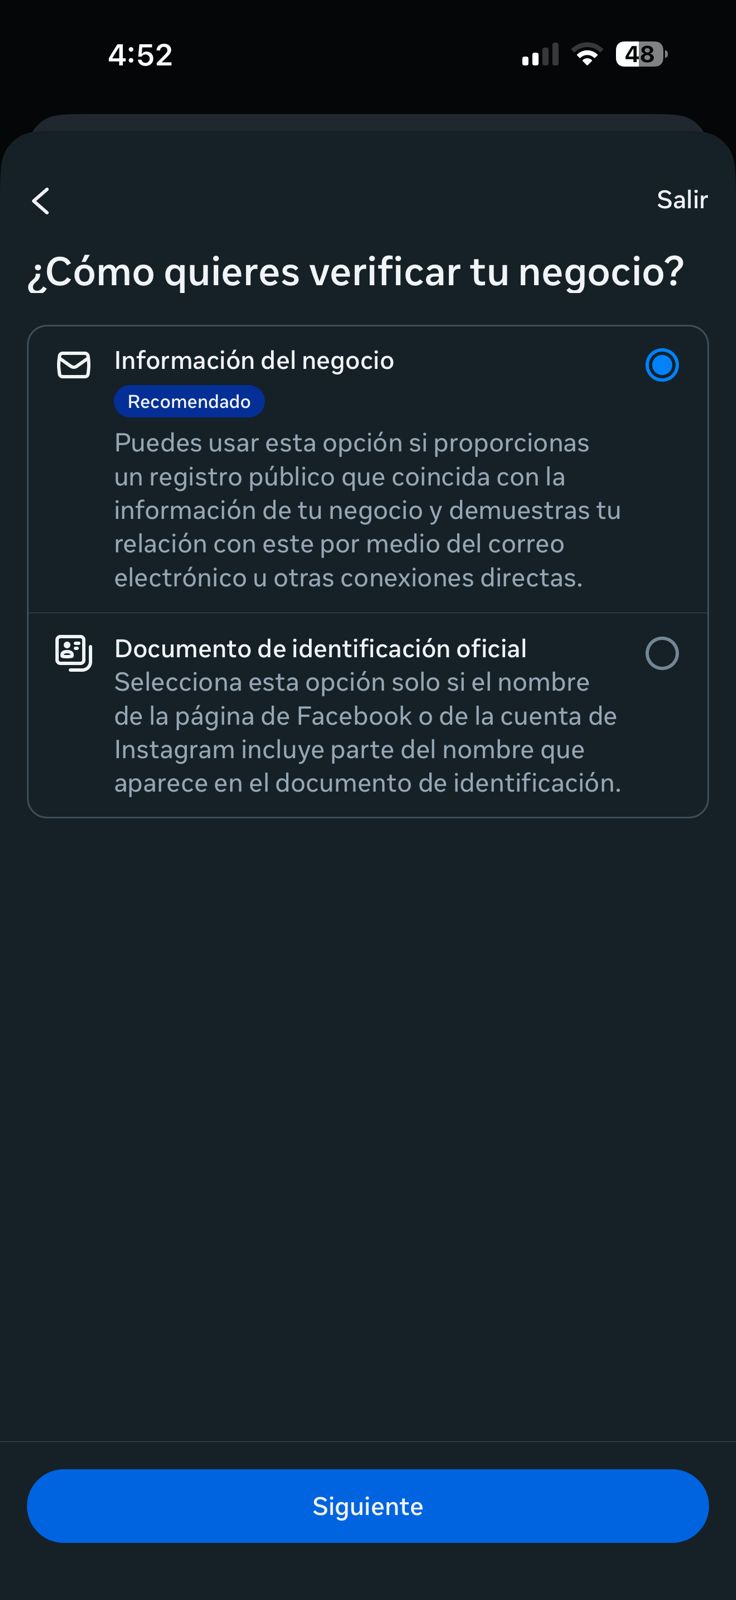 4:52
48
Salir
¿Cómo quieres verificar tu negocio?
Información del negocio
Recomendado
Puedes usar esta opción si proporcionas
un registro público que coincida con la
información de tu negocio y demuestras tu
relación con este por medio del correo
electrónico u otras conexiones directas.
Documento de identificación oficial
Selecciona esta opción solo si el nombre
de la página de Facebook o de la cuenta de
Instagram incluye parte del nombre que
aparece en el documento de identificación.
Siguiente